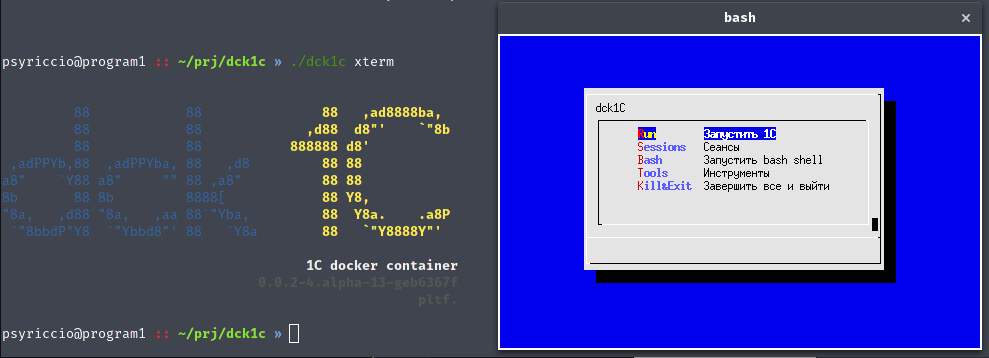 psyriccio@program1 :: ~/prj/dck1c » ./dck1c xterm
88                88                88   ,ad8888ba,
88                88              ,d88  d8"'    `"8b
88                88            888888 d8'
,adPPYb,88  ,adPPYba, 88   ,d8          88 88
a8"    `Y88 a8"     "" 88 ,a8"           88 88
8b       88 8b         8888[             88 Y8,
"8a,   ,d88 "8a,   ,aa 88`"Yba,          88  Y8a.    .a8P
`"8bbdP"Y8  `"Ybbd8"' 88   `Y8a         88   `"Y8888Y"'
1C docker container
0.0.2-4.alpha-13-geb6367f
pltf.
psyriccio@program1 :: ~/prj/dck1c »
bash ×
dck1C
Run Запустить 1C
Sessions Сеансы
Bash Запустить bash shell
Tools Инструменты
Kill&Exit Завершить все и выйти